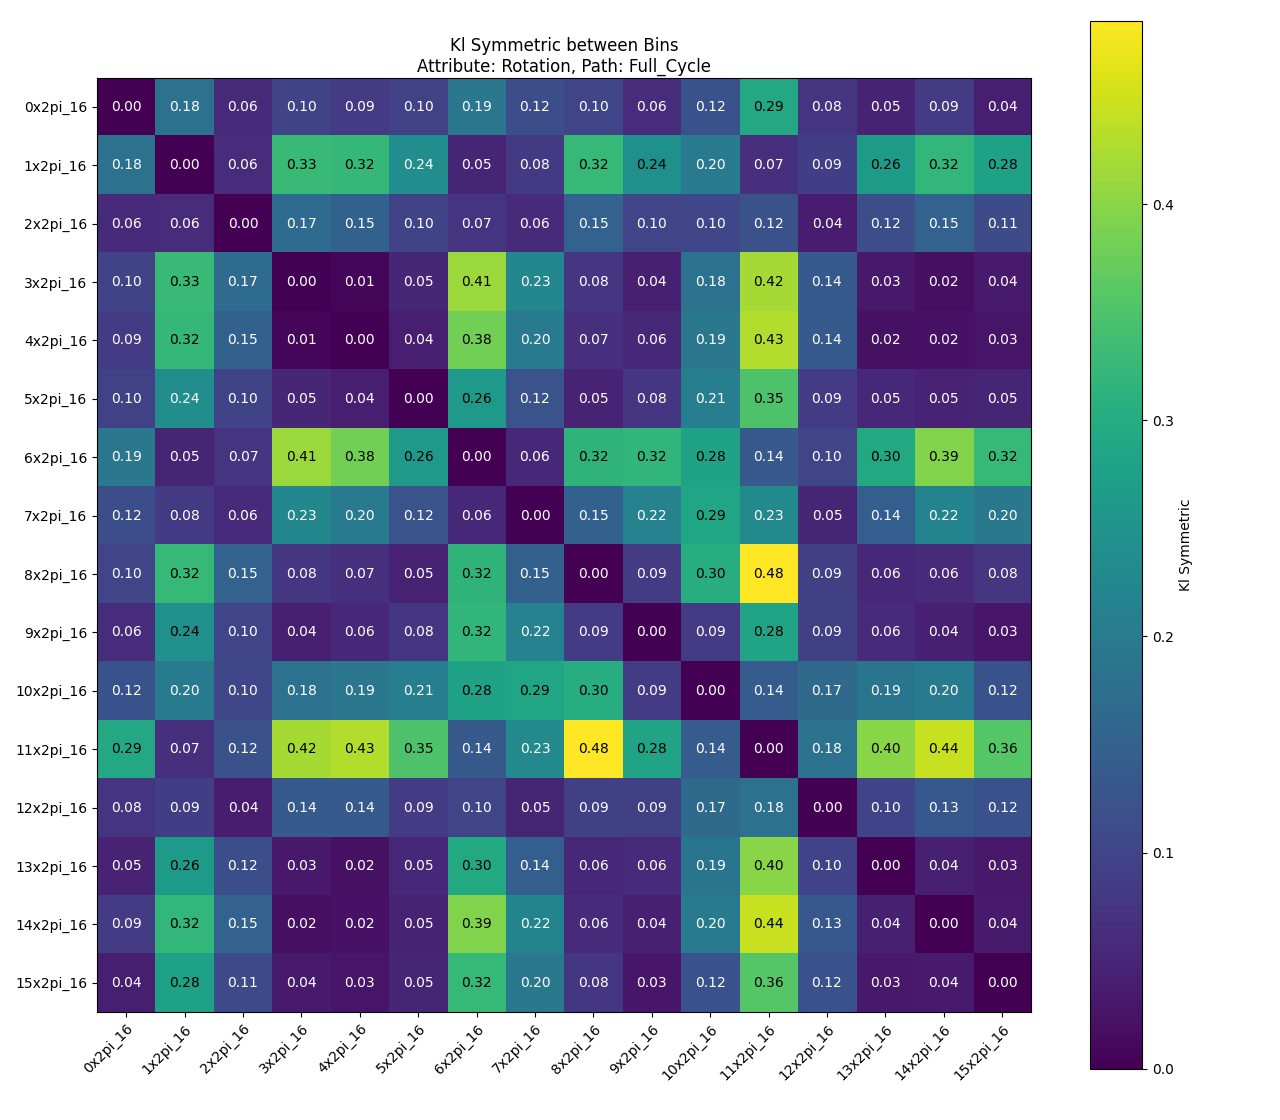 Kl Symmetric between Bins
Attribute: Rotation, Path: Full_Cycle
0x2pi_16 0.00 0.18 0.06 0.10 0.09 0.10 0.19 0.12 0.10 0.06 0.12 0.29 0.08 0.05 0.09 0.04
1x2pi_16 0.18 0.00 0.06 0.33 0.32 0.24 0.05 0.08 0.32 0.24 0.20 0.07 0.09 0.26 0.32 0.28
2x2pi_16 0.06 0.06 0.00 0.17 0.15 0.10 0.07 0.06 0.15 0.10 0.10 0.12 0.04 0.12 0.15 0.11
3x2pi_16 0.10 0.33 0.17 0.00 0.01 0.05 0.41 0.23 0.08 0.04 0.18 0.42 0.14 0.03 0.02 0.04
4x2pi_16 0.09 0.32 0.15 0.01 0.00 0.04 0.38 0.20 0.07 0.06 0.19 0.43 0.14 0.02 0.02 0.03
5x2pi_16 0.10 0.24 0.10 0.05 0.04 0.00 0.26 0.12 0.05 0.08 0.21 0.35 0.09 0.05 0.05 0.05
6x2pi_16 0.19 0.05 0.07 0.41 0.38 0.26 0.00 0.06 0.32 0.32 0.28 0.14 0.10 0.30 0.39 0.32
7x2pi_16 0.12 0.08 0.06 0.23 0.20 0.12 0.06 0.00 0.15 0.22 0.29 0.23 0.05 0.14 0.22 0.20
8x2pi_16 0.10 0.32 0.15 0.08 0.07 0.05 0.32 0.15 0.00 0.09 0.30 0.48 0.09 0.06 0.06 0.08
9x2pi_16 0.06 0.24 0.10 0.04 0.06 0.08 0.32 0.22 0.09 0.00 0.09 0.28 0.09 0.06 0.04 0.03
10x2pi_16 0.12 0.20 0.10 0.18 0.19 0.21 0.28 0.29 0.30 0.09 0.00 0.14 0.17 0.19 0.20 0.12
11x2pi_16 0.29 0.07 0.12 0.42 0.43 0.35 0.14 0.23 0.48 0.28 0.14 0.00 0.18 0.40 0.44 0.36
12x2pi_16 0.08 0.09 0.04 0.14 0.14 0.09 0.10 0.05 0.09 0.09 0.17 0.18 0.00 0.10 0.13 0.12
13x2pi_16 0.05 0.26 0.12 0.03 0.02 0.05 0.30 0.14 0.06 0.06 0.19 0.40 0.10 0.00 0.04 0.03
14x2pi_16 0.09 0.32 0.15 0.02 0.02 0.05 0.39 0.22 0.06 0.04 0.20 0.44 0.13 0.04 0.00 0.04
15x2pi_16 0.04 0.28 0.11 0.04 0.03 0.05 0.32 0.20 0.08 0.03 0.12 0.36 0.12 0.03 0.04 0.00
0x2pi_16 1x2pi_16 2x2pi_16 3x2pi_16 4x2pi_16 5x2pi_16 6x2pi_16 7x2pi_16 8x2pi_16 9x2pi_16 10x2pi_16 11x2pi_16 12x2pi_16 13x2pi_16 14x2pi_16 15x2pi_16
0.4
0.3
0.2
0.1
0.0
Kl Symmetric